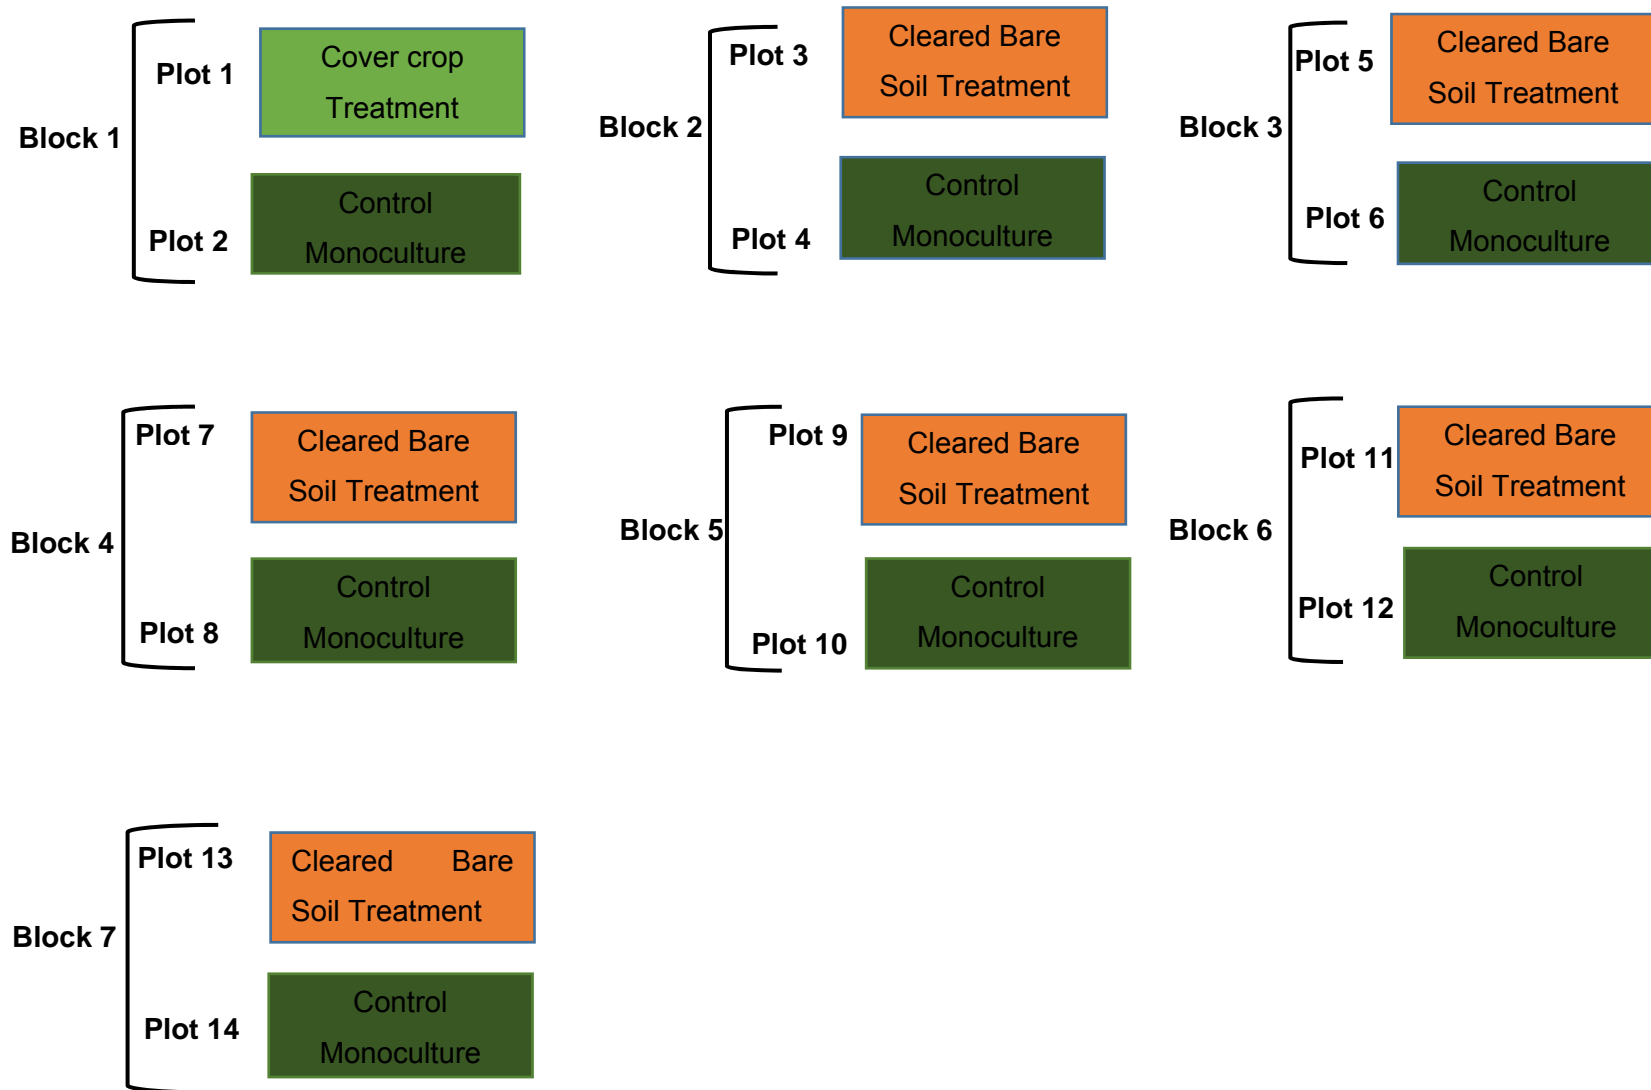 Block 1
Plot 1
Cover crop
Treatment
Plot 2
Control
Monoculture
Block 2
Plot 3
Cleared Bare
Soil Treatment
Plot 4
Control
Monoculture
Block 3
Plot 5
Cleared Bare
Soil Treatment
Plot 6
Control
Monoculture
Block 4
Plot 7
Cleared Bare
Soil Treatment
Plot 8
Control
Monoculture
Block 5
Plot 9
Cleared Bare
Soil Treatment
Plot 10
Control
Monoculture
Block 6
Plot 11
Cleared Bare
Soil Treatment
Plot 12
Control
Monoculture
Block 7
Plot 13
Cleared Bare
Soil Treatment
Plot 14
Control
Monoculture